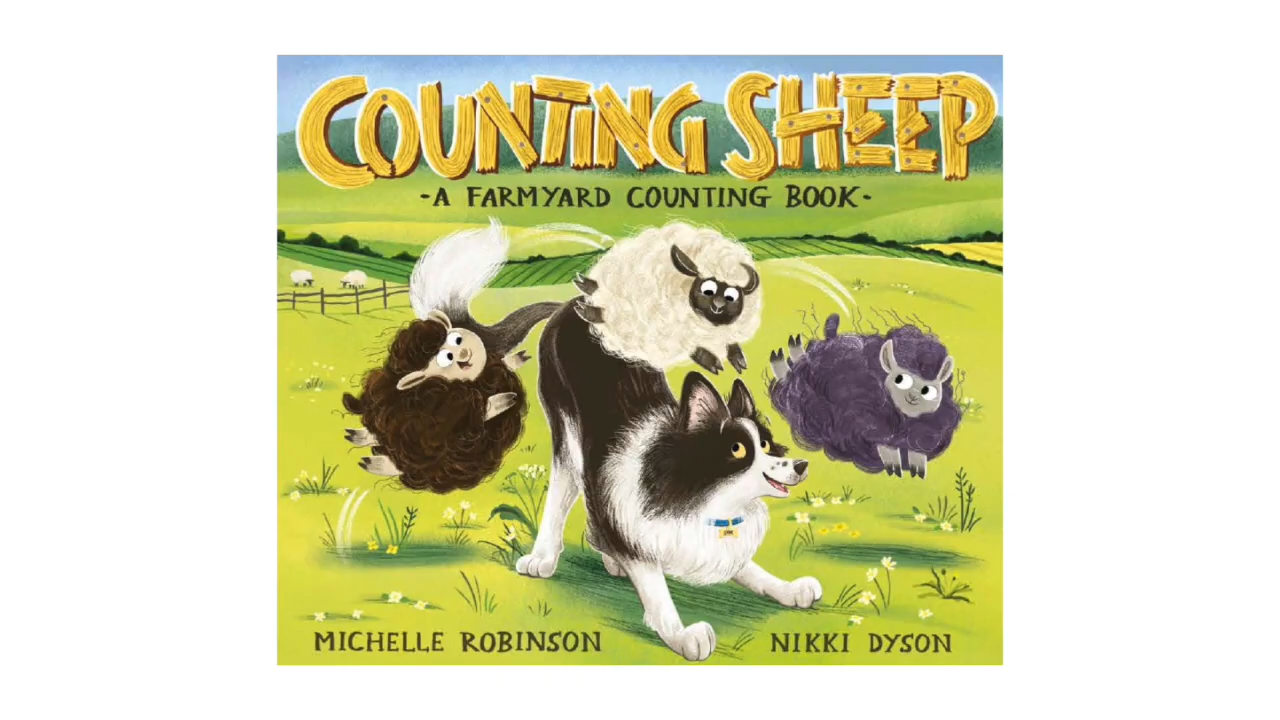 COUNTING SHEEP
-A FARMYARD COUNTING BOOK-
MICHELLE ROBINSON NIKKI DYSON